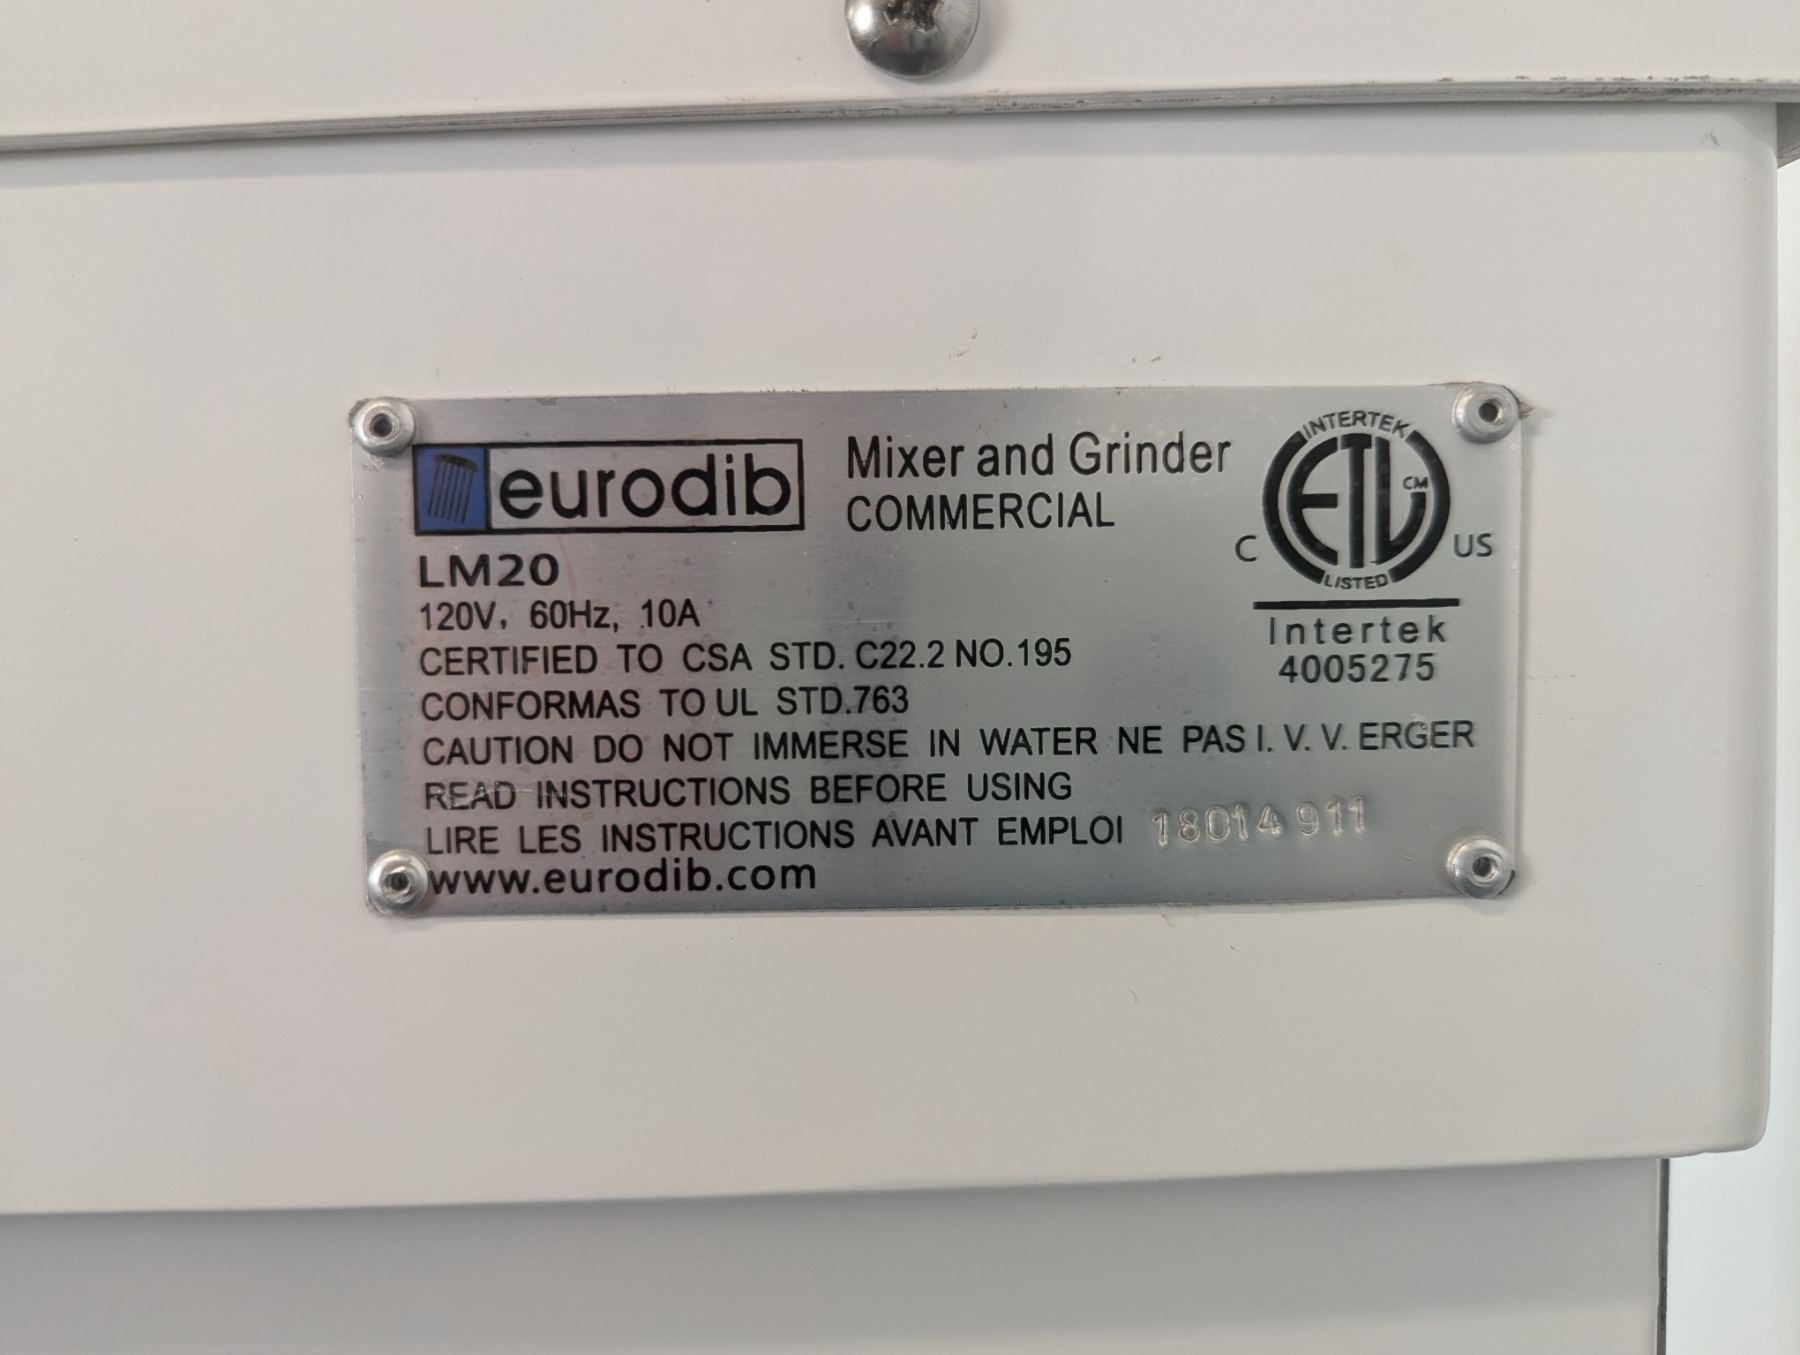 eurodib
Mixer and Grinder
COMMERCIAL
INTERTEK
ETL CM
LISTED
C US
Intertek
4005275
LM20
120V, 60Hz, 10A
CERTIFIED TO CSA STD. C22.2 NO.195
CONFORMAS TO UL STD.763
CAUTION DO NOT IMMERSE IN WATER NE PAS I. V. V. ERGER
READ INSTRUCTIONS BEFORE USING
LIRE LES INSTRUCTIONS AVANT EMPLOI 18014911
www.eurodib.com